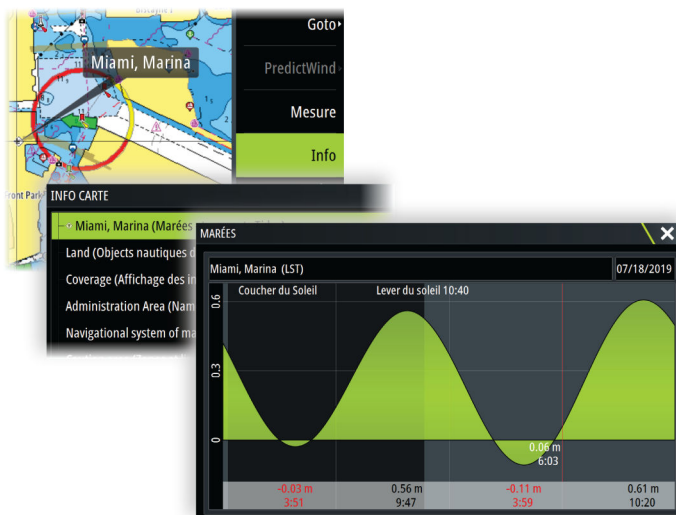 Goto
Miami, Marina
PredictWind
Mesure
Info
INFO CARTE
Miami, Marina (Marées
Land (Objects nautiques
Coverage (Affichage des
Administration Area
Navigational system of
MARÉES
Miami, Marina (LST)
07/18/2019
Coucher du Soleil
Lever du soleil 10:40
0.6
0.3
0
0.06 m
6:03
-0.03 m
0.56 m
-0.11 m
0.61 m
3:51
9:47
3:59
10:20